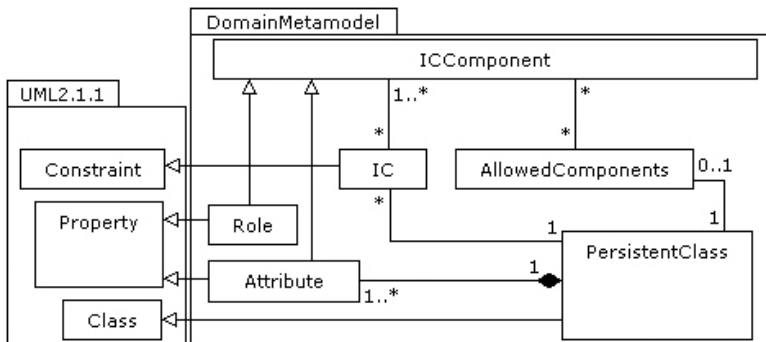 DomainMetamodel
ICComponent
UML2.1.1
1..*
*
*
*
Constraint
IC
AllowedComponents
0..1
*
Property
Role
1
1
PersistentClass
Attribute
1
1..*
Class